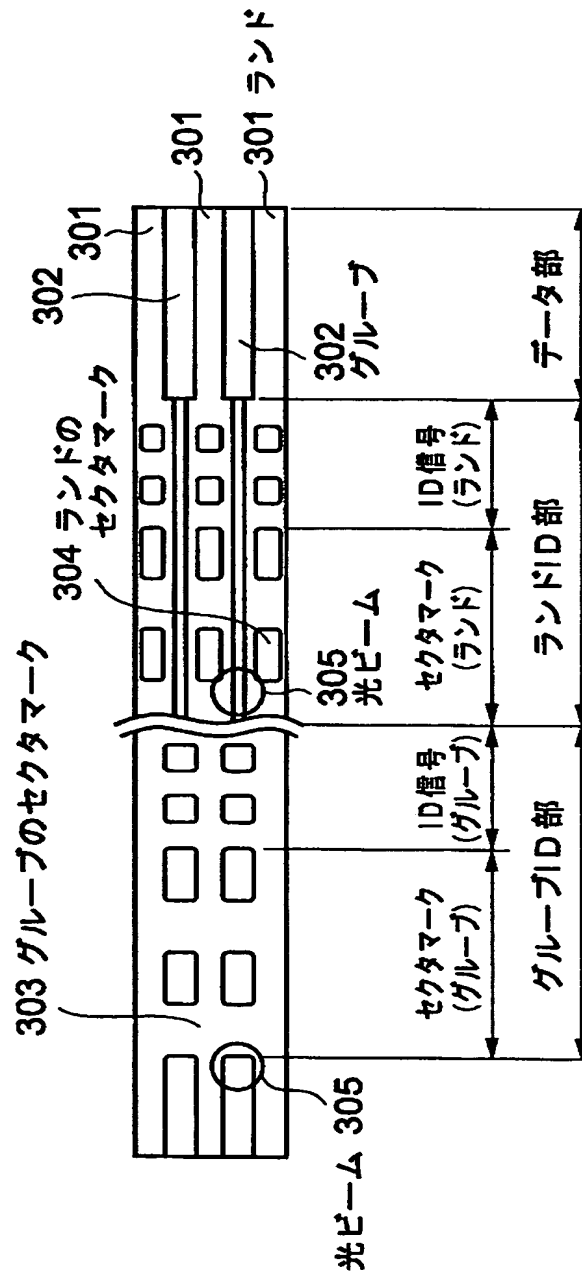 303 グルーブのセクタマーク
304 ランドの
セクタマーク
302
301
301
301 ランド
302
グルーブ
305
光ビーム
光ビーム 305
セクタマーク
(グルーブ)
ID信号
(グルーブ)
セクタマーク
(ランド)
ID信号
(ランド)
グルーブID部
ランドID部
データ部